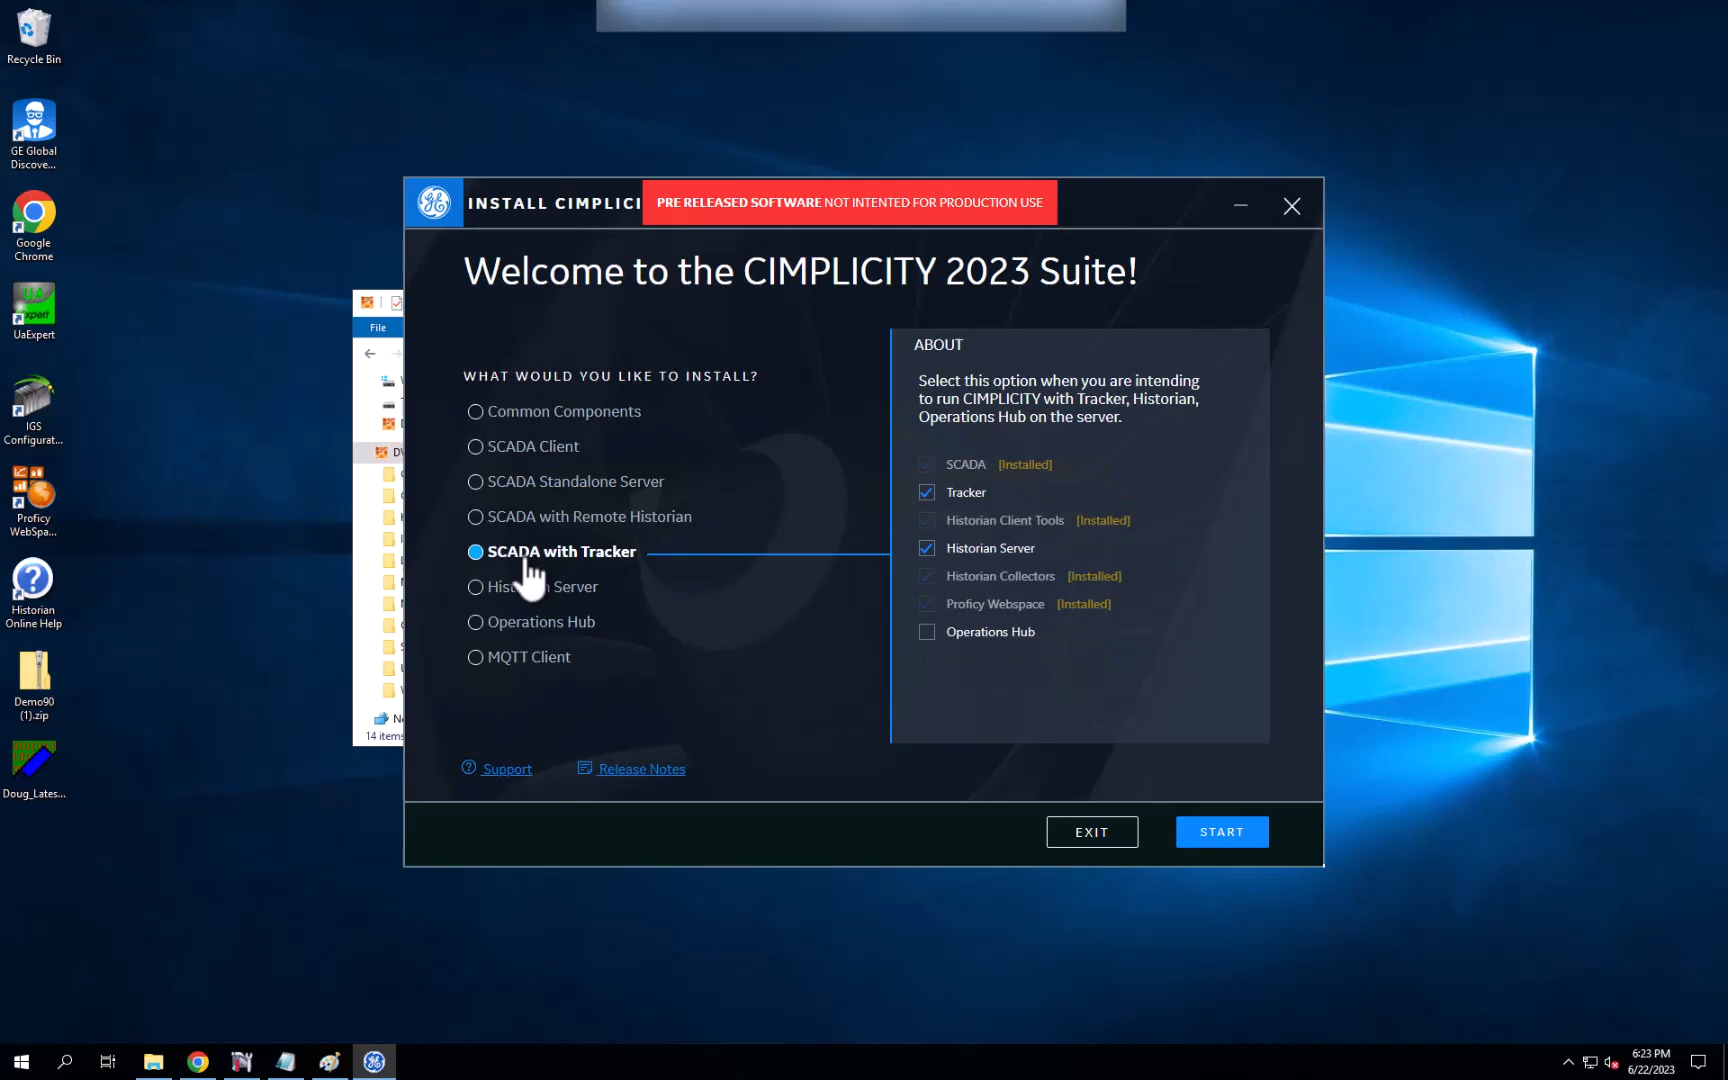 Recycle Bin
GE Global
Discove...
Google
Chrome
UaExpert
IGS
Configurat...
Proficy
WebSpa...
Historian
Online Help
Demo90
(1).zip
Doug_Lates...
File
14 items
INSTALL CIMPLICI
PRE RELEASED SOFTWARE NOT INTENTED FOR PRODUCTION USE
Welcome to the CIMPLICITY 2023 Suite!
WHAT WOULD YOU LIKE TO INSTALL?
Common Components
SCADA Client
SCADA Standalone Server
SCADA with Remote Historian
SCADA with Tracker
Server
Operations Hub
MQTT Client
ABOUT
Select this option when you are intending
to run CIMPLICITY with Tracker, Historian,
Operations Hub on the server.
SCADA [Installed]
Tracker
Historian Client Tools [Installed]
Historian Server
Historian Collectors [Installed]
Proficy Webspace [Installed]
Operations Hub
Support
Release Notes
EXIT
START
6:23 PM
6/22/2023